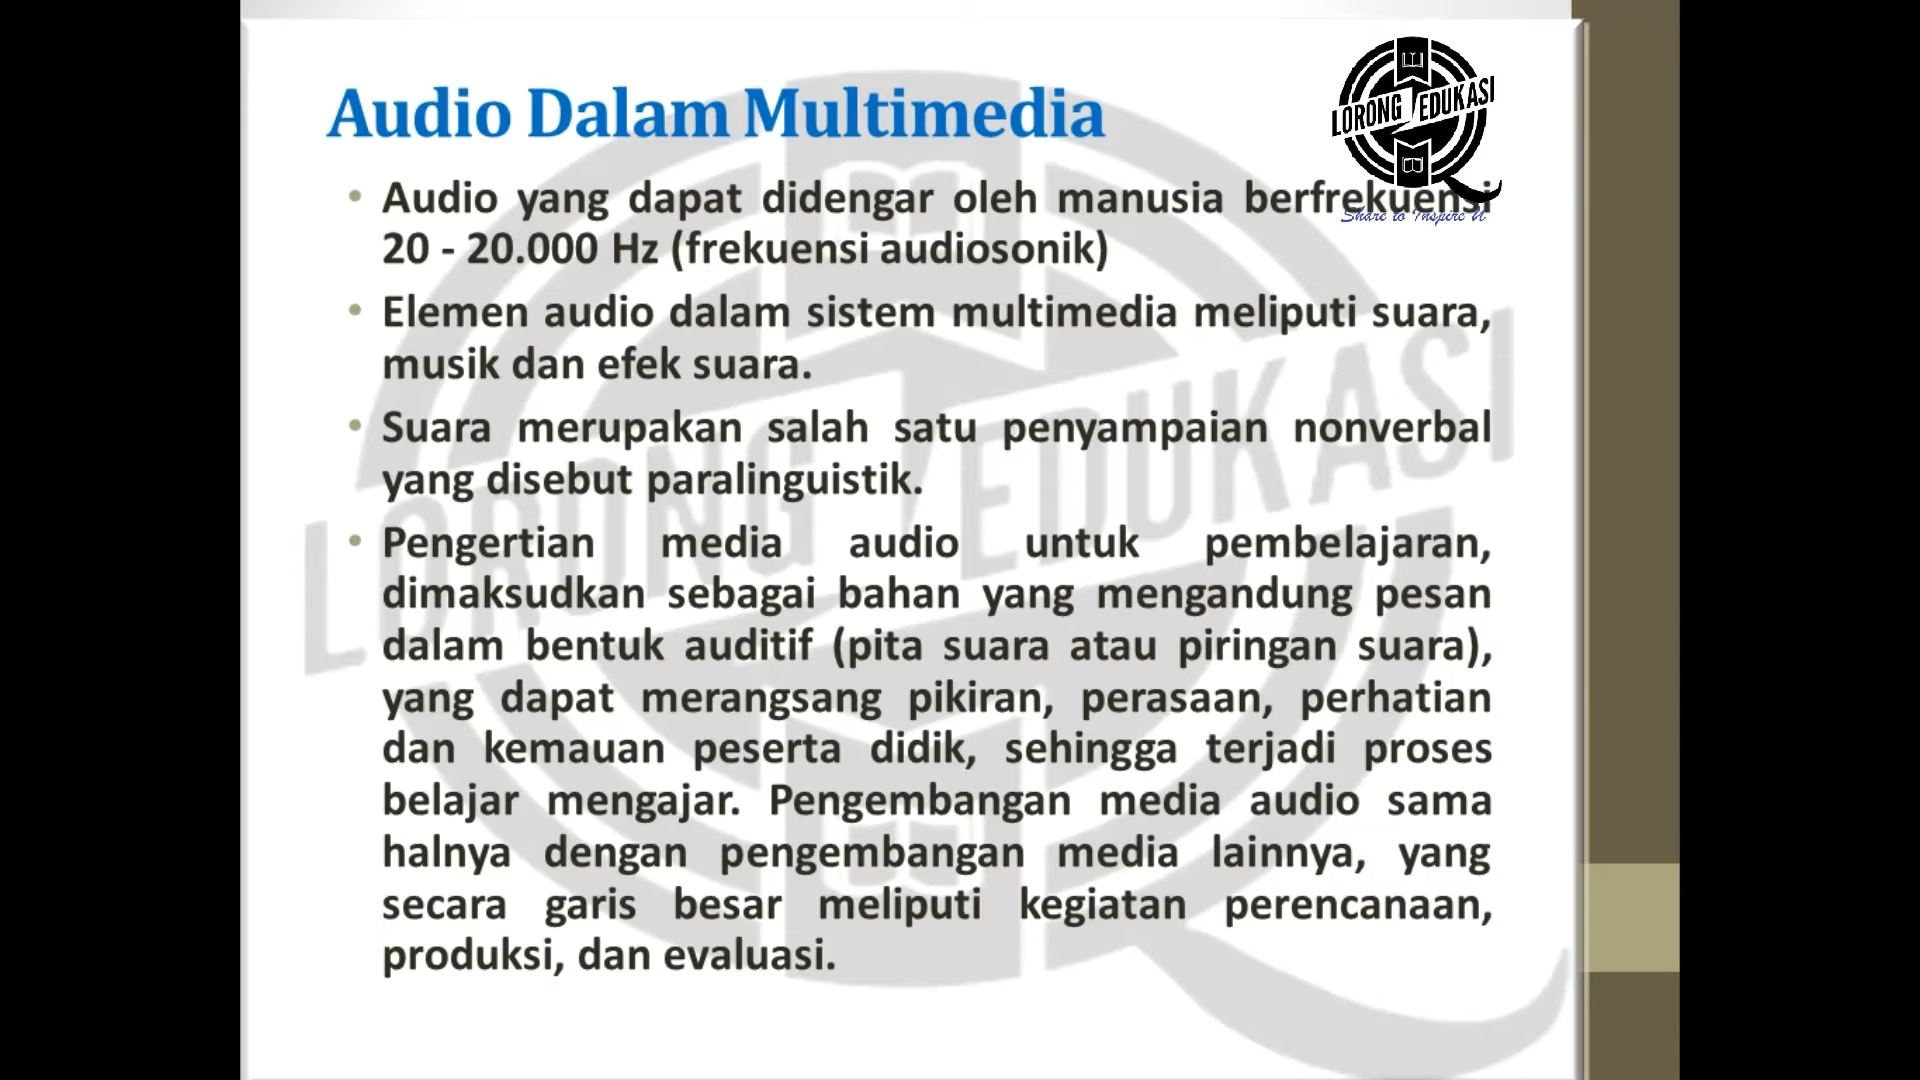 Audio Dalam Multimedia
LORONG EDUKASI
Share to Inspire U
• Audio yang dapat didengar oleh manusia berfrekuensi
20 - 20.000 Hz (frekuensi audiosonik)
• Elemen audio dalam sistem multimedia meliputi suara,
musik dan efek suara.
• Suara merupakan salah satu penyampaian nonverbal
yang disebut paralinguistik.
• Pengertian media audio untuk pembelajaran,
dimaksudkan sebagai bahan yang mengandung pesan
dalam bentuk auditif (pita suara atau piringan suara),
yang dapat merangsang pikiran, perasaan, perhatian
dan kemauan peserta didik, sehingga terjadi proses
belajar mengajar. Pengembangan media audio sama
halnya dengan pengembangan media lainnya, yang
secara garis besar meliputi kegiatan perencanaan,
produksi, dan evaluasi.
LORONG EDUKASI